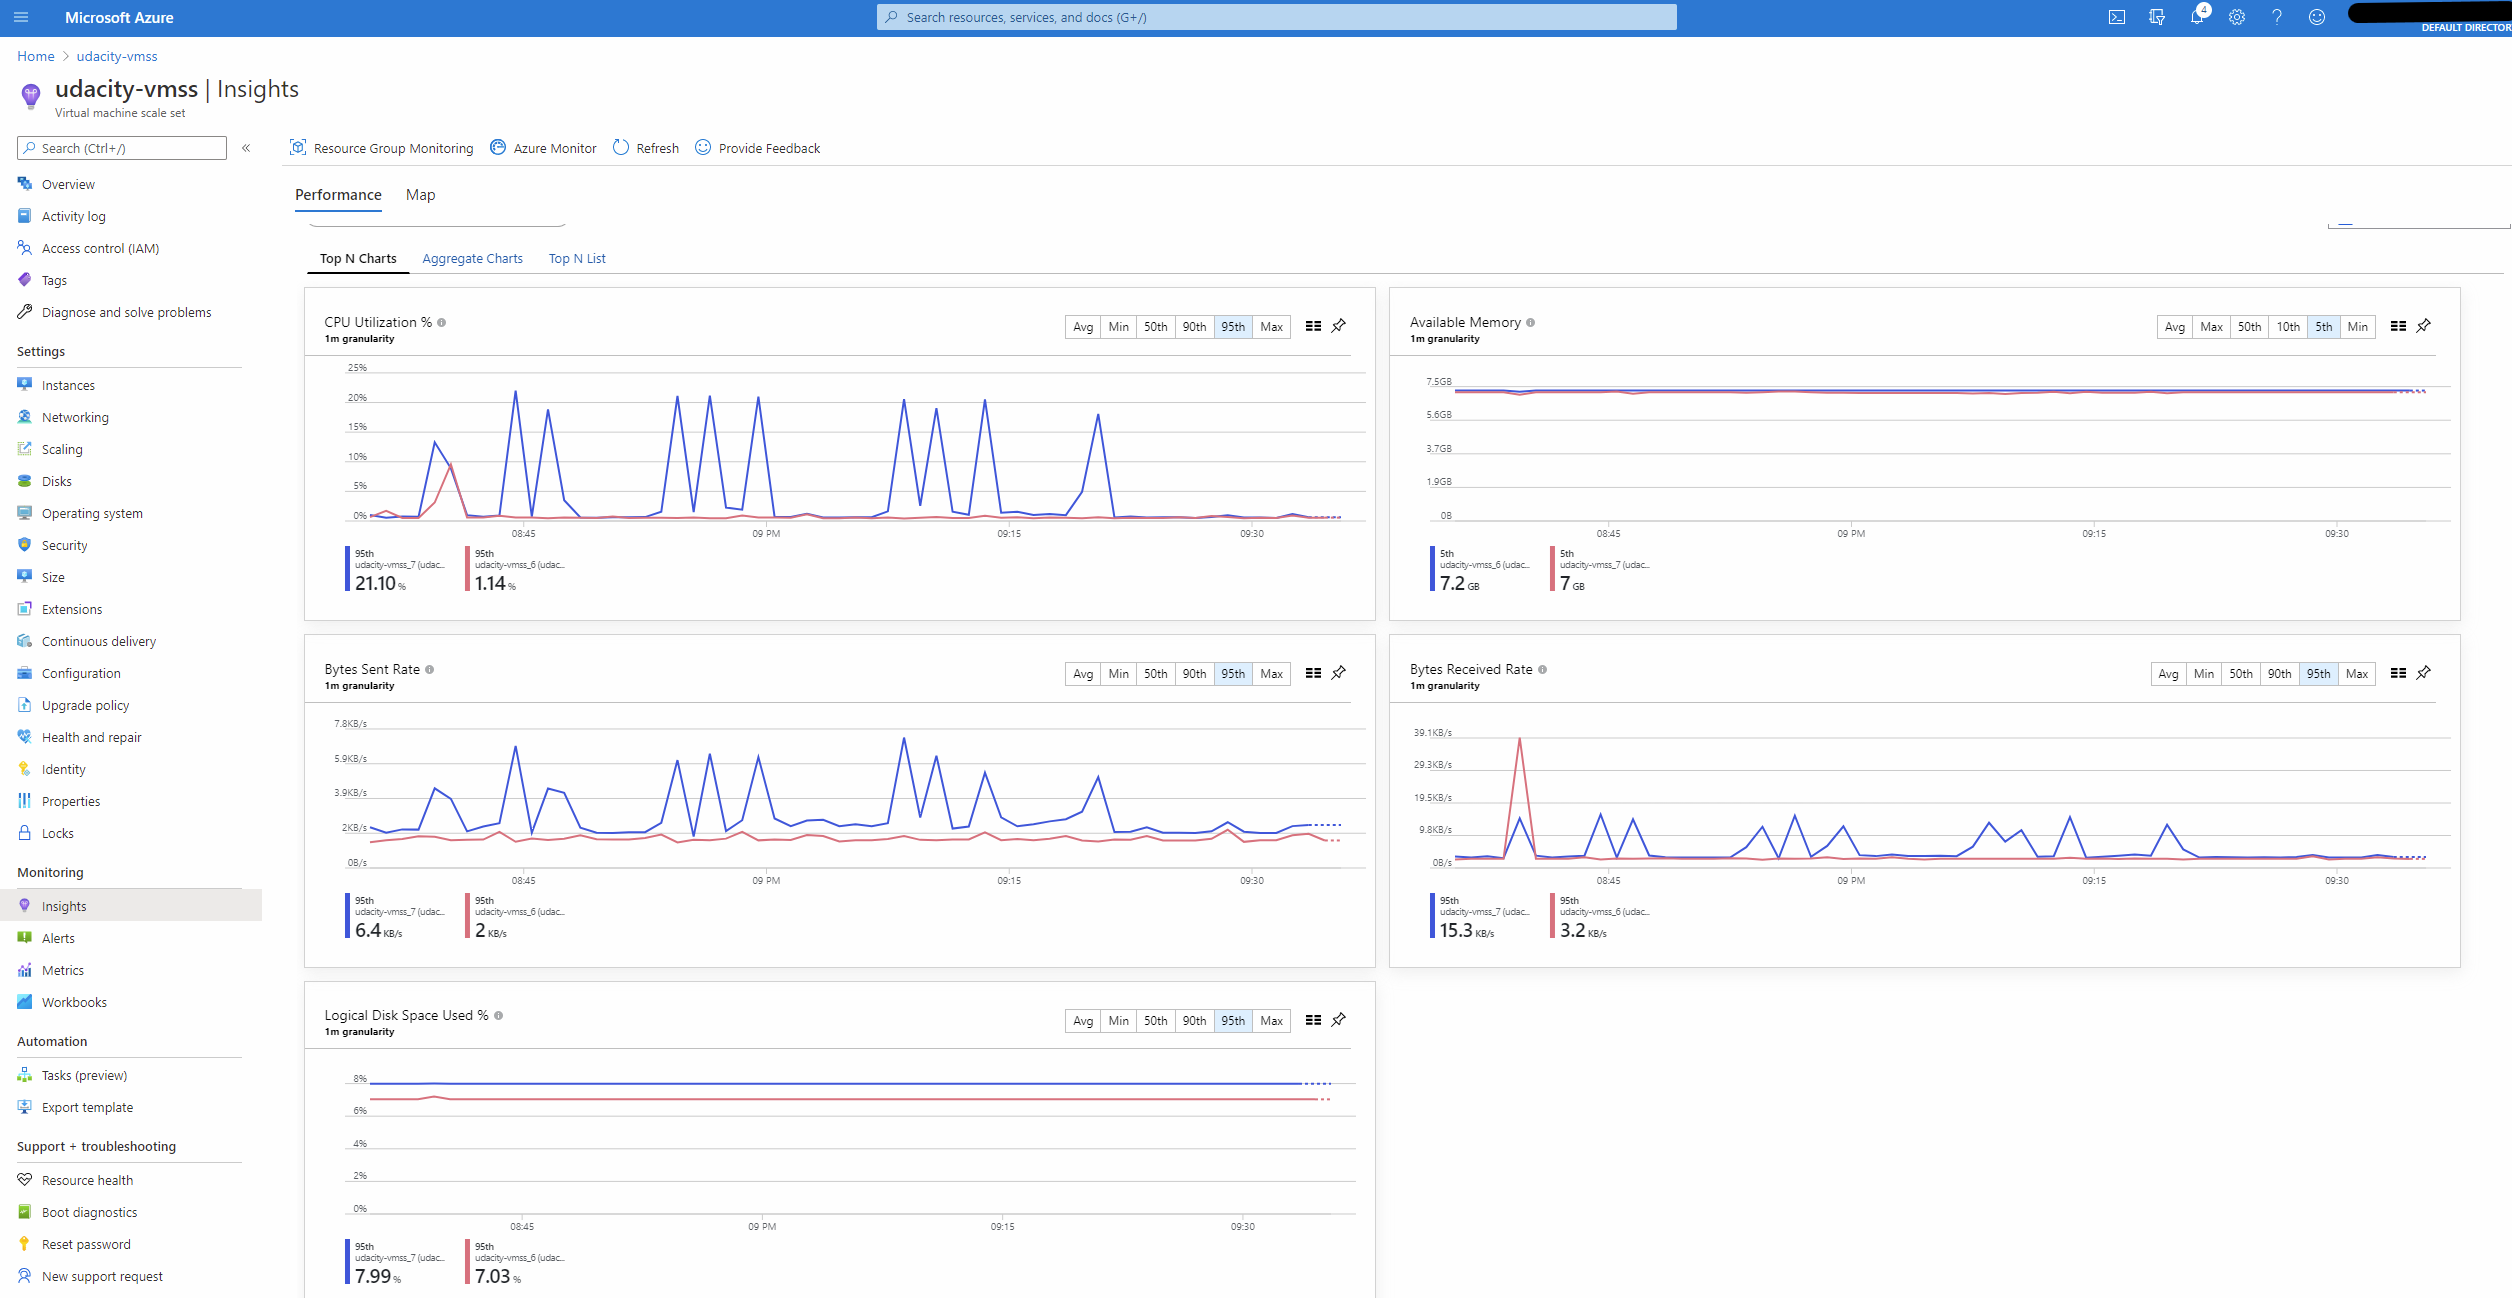 Microsoft Azure
Search resources, services, and docs (G+/)
4
DEFAULT DIRECTOR
Home > udacity-vmss
udacity-vmss | Insights
Virtual machine scale set
Search (Ctrl+/)
«
Resource Group Monitoring
Azure Monitor
Refresh
Provide Feedback
Overview
Activity log
Access control (IAM)
Tags
Diagnose and solve problems
Settings
Instances
Networking
Scaling
Disks
Operating system
Security
Size
Extensions
Continuous delivery
Configuration
Upgrade policy
Health and repair
Identity
Properties
Locks
Monitoring
Insights
Alerts
Metrics
Workbooks
Automation
Tasks (preview)
Export template
Support + troubleshooting
Resource health
Boot diagnostics
Reset password
New support request
Performance
Map
Top N Charts
Aggregate Charts
Top N List
CPU Utilization %
1m granularity
Avg Min 50th 90th 95th Max
25%
20%
15%
10%
5%
0%
08:45 09 PM 09:15 09:30
95th
udacity-vmss_7 (udac...
21.10 %
95th
udacity-vmss_6 (udac...
1.14 %
Available Memory
1m granularity
Avg Max 50th 10th 5th Min
7.5GB
5.6GB
3.7GB
1.9GB
0B
08:45 09 PM 09:15 09:30
5th
udacity-vmss_6 (udac...
7.2 GB
5th
udacity-vmss_7 (udac...
7 GB
Bytes Sent Rate
1m granularity
Avg Min 50th 90th 95th Max
7.8KB/s
5.9KB/s
3.9KB/s
2KB/s
0B/s
08:45 09 PM 09:15 09:30
95th
udacity-vmss_7 (udac...
6.4 KB/s
95th
udacity-vmss_6 (udac...
2 KB/s
Bytes Received Rate
1m granularity
Avg Min 50th 90th 95th Max
39.1KB/s
29.3KB/s
19.5KB/s
9.8KB/s
0B/s
08:45 09 PM 09:15 09:30
95th
udacity-vmss_7 (udac...
15.3 KB/s
95th
udacity-vmss_6 (udac...
3.2 KB/s
Logical Disk Space Used %
1m granularity
Avg Min 50th 90th 95th Max
8%
6%
4%
2%
0%
08:45 09 PM 09:15 09:30
95th
udacity-vmss_7 (udac...
7.99 %
95th
udacity-vmss_6 (udac...
7.03 %